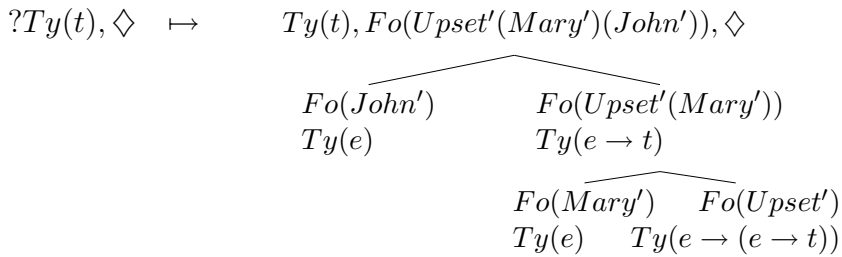 ?Ty(t), ♢ ↦ Ty(t), Fo(Upset′(Mary′)(John′)), ♢
Fo(John′) Fo(Upset′(Mary′))
Ty(e) Ty(e → t)
Fo(Mary′) Fo(Upset′)
Ty(e) Ty(e → (e → t))